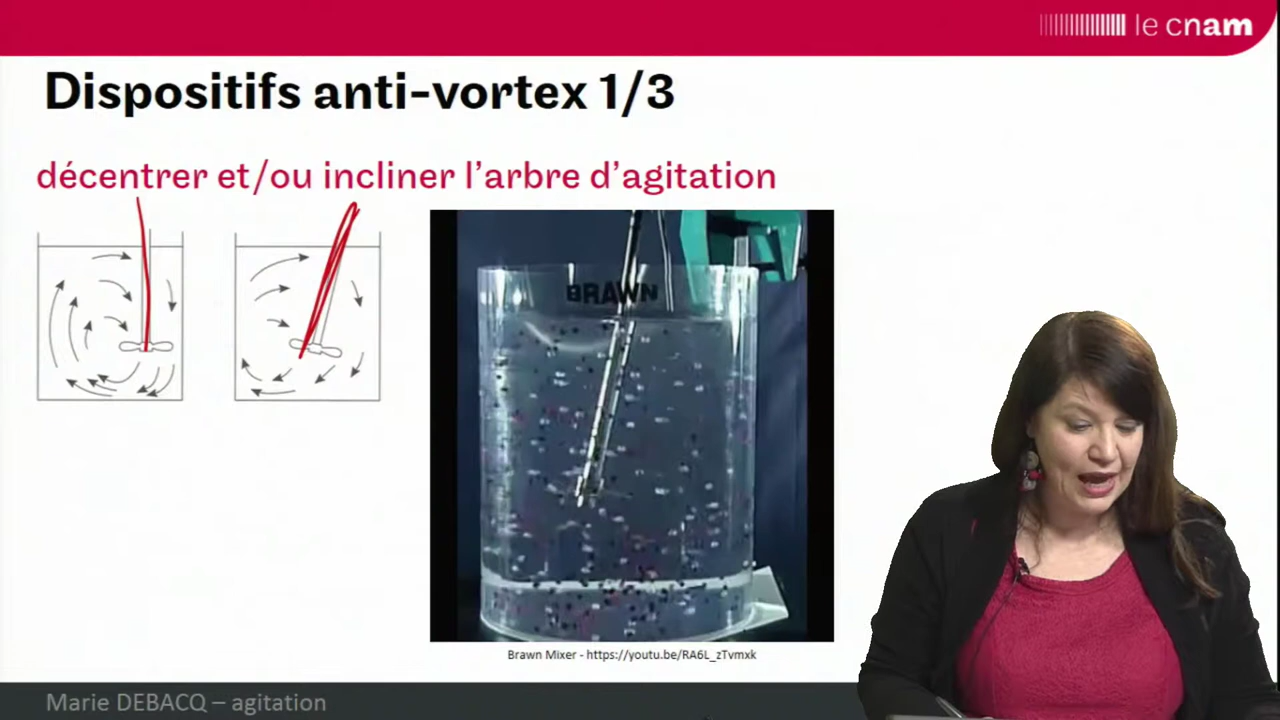 le cnam
Dispositifs anti-vortex 1/3
décentrer et/ou incliner l'arbre d'agitation
BRAWN
Brawn Mixer - https://youtu.be/RA6L_zTvmxk
Marie DEBACQ – agitation